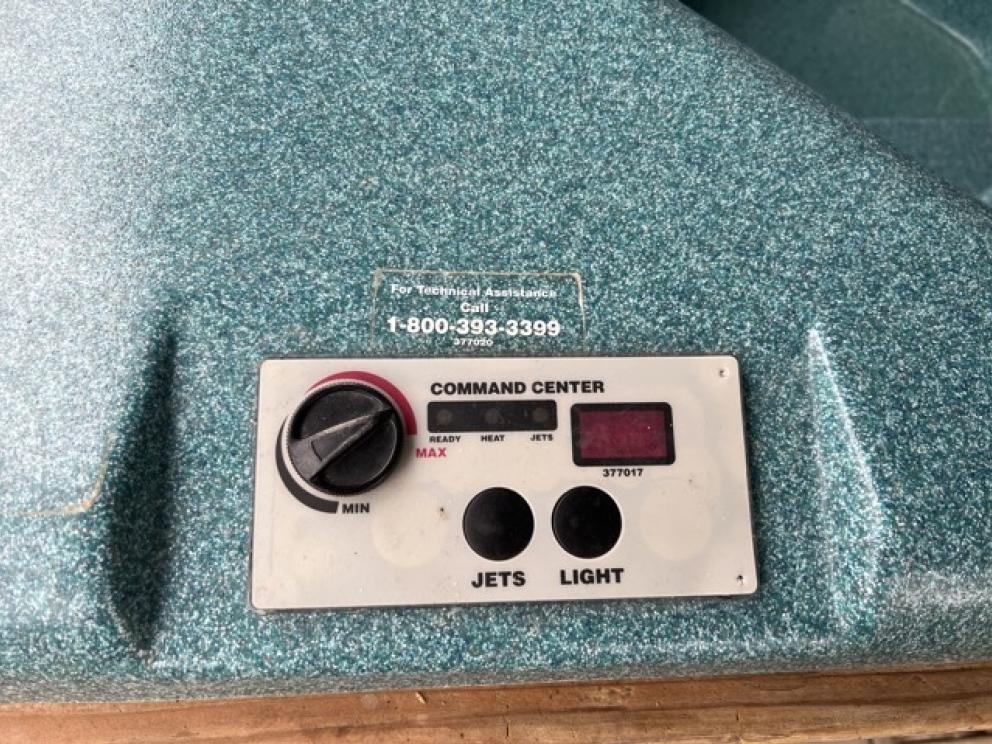 For Technical Assistance
Call
1-800-393-3399
377020
COMMAND CENTER
READY HEAT JETS
MAX
377017
MIN
JETS LIGHT